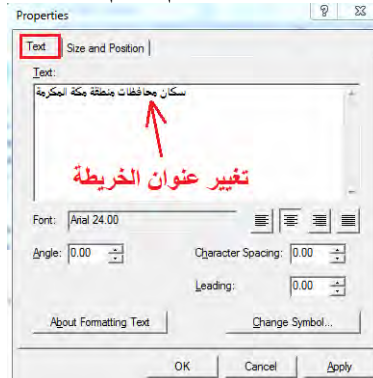 Properties
Text Size and Position
Text:
سكان محافظات منطقة مكة المكرمة
تغيير عنوان الخريطة
Font: Arial 24.00
Angle: 0.00 Character Spacing: 0.00
Leading: 0.00
About Formatting Text Change Symbol...
OK Cancel Apply